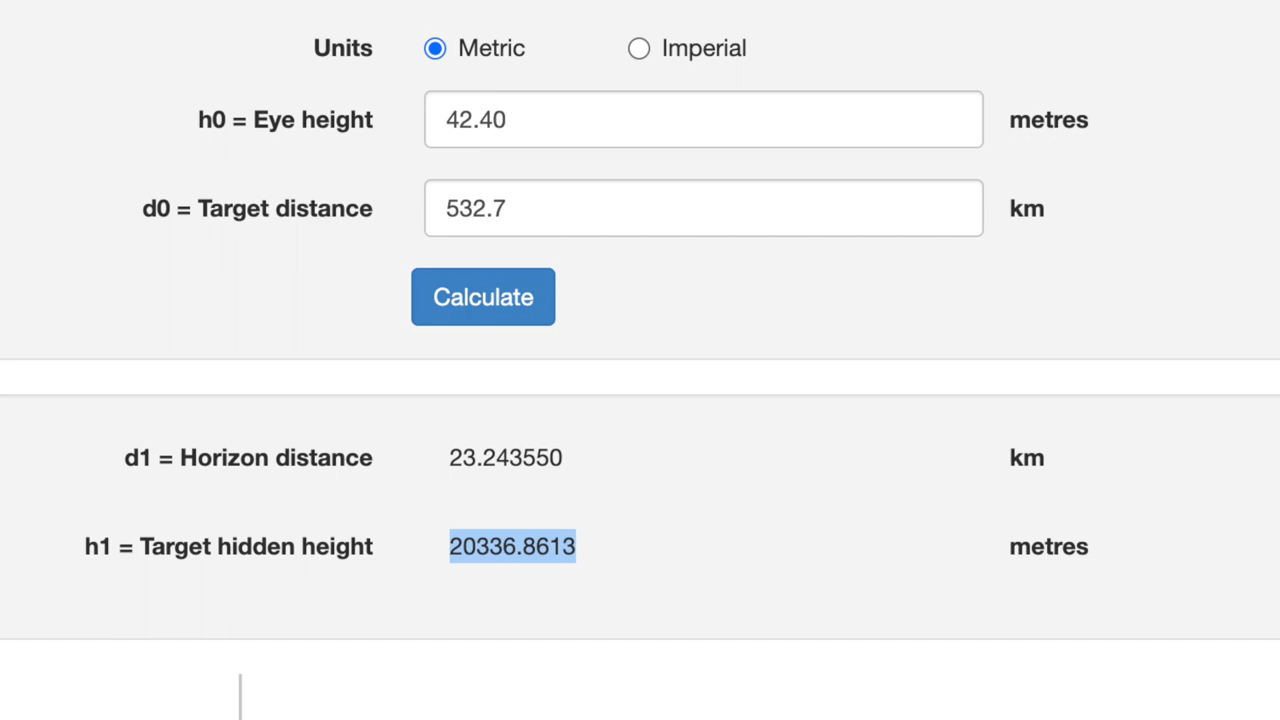 Units Metric Imperial
h0 = Eye height 42.40 metres
d0 = Target distance 532.7 km
Calculate
d1 = Horizon distance 23.243550 km
h1 = Target hidden height 20336.8613 metres